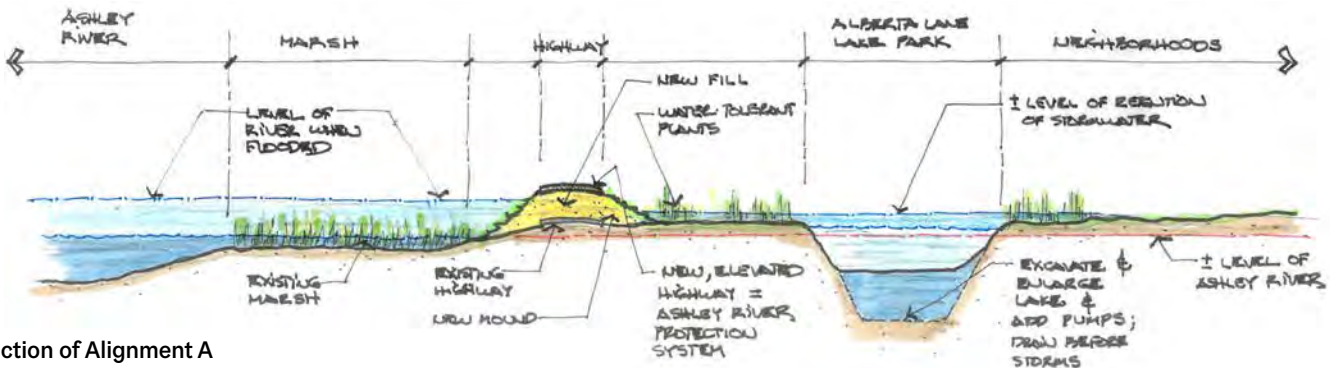 ASHLEY
RIVER
MARSH
HIGHWAY
ALBERTA LANE
LAKE PARK
NEIGHBORHOODS
LEVEL OF
RIVER WHEN
FLOODED
NEW FILL
WATER TOLERANT
PLANTS
± LEVEL OF RETENTION
OF STORMWATER
EXISTING
MARSH
EXISTING
HIGHWAY
NEW MOUND
NEW, ELEVATED
HIGHWAY =
ASHLEY RIVER
PROTECTION
SYSTEM
EXCAVATE &
ENLARGE
LAKE &
ADD PUMPS;
DRAIN BEFORE
STORMS
± LEVEL OF
ASHLEY RIVER
ction of Alignment A